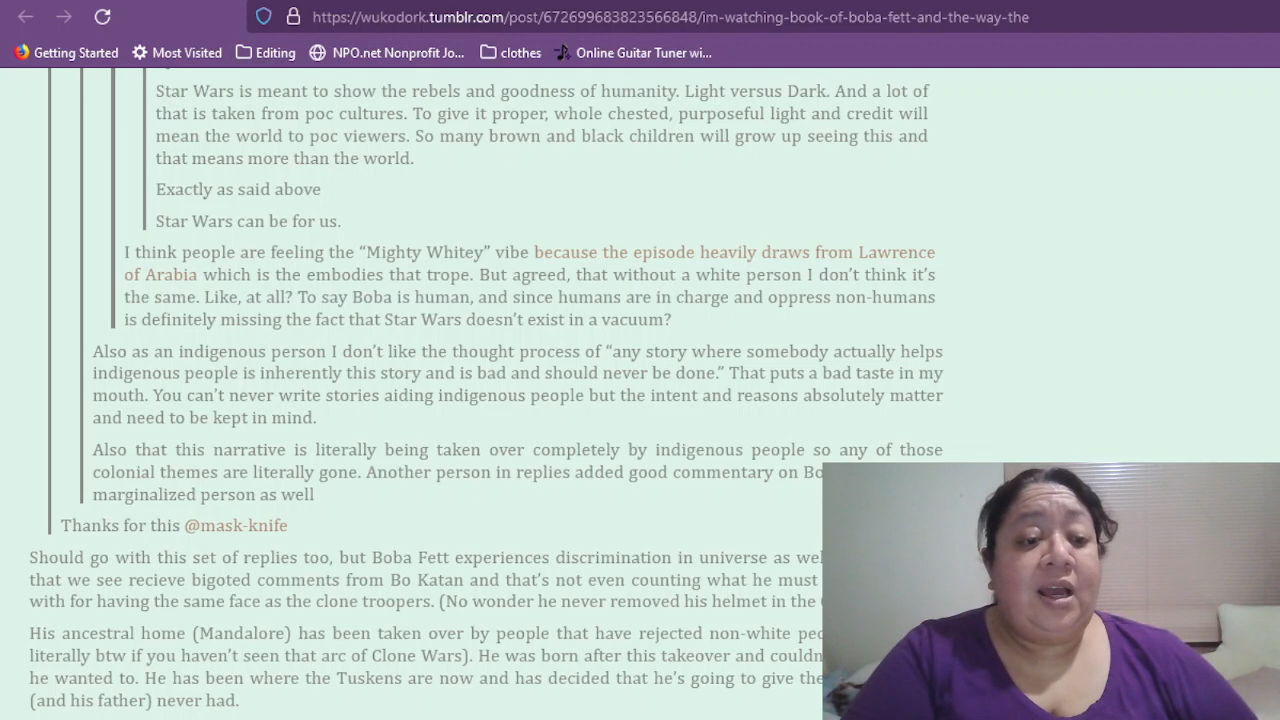 https://wukodork.tumblr.com/post/672699683823566848/im-watching-book-of-boba-fett-and-the-way-the
Getting Started Most Visited Editing NPO.net Nonprofit Jo... clothes Online Guitar Tuner wi...
Star Wars is meant to show the rebels and goodness of humanity. Light versus Dark. And a lot of
that is taken from poc cultures. To give it proper, whole chested, purposeful light and credit will
mean the world to poc viewers. So many brown and black children will grow up seeing this and
that means more than the world.
Exactly as said above
Star Wars can be for us.
I think people are feeling the “Mighty Whitey” vibe because the episode heavily draws from Lawrence
of Arabia which is the embodies that trope. But agreed, that without a white person I don’t think it’s
the same. Like, at all? To say Boba is human, and since humans are in charge and oppress non-humans
is definitely missing the fact that Star Wars doesn’t exist in a vacuum?
Also as an indigenous person I don’t like the thought process of “any story where somebody actually helps
indigenous people is inherently this story and is bad and should never be done.” That puts a bad taste in my
mouth. You can’t never write stories aiding indigenous people but the intent and reasons absolutely matter
and need to be kept in mind.
Also that this narrative is literally being taken over completely by indigenous people so any of those
colonial themes are literally gone. Another person in replies added good commentary on Bo
marginalized person as well
Thanks for this @mask-knife
Should go with this set of replies too, but Boba Fett experiences discrimination in universe as wel
that we see recieve bigoted comments from Bo Katan and that’s not even counting what he must
with for having the same face as the clone troopers. (No wonder he never removed his helmet in the
His ancestral home (Mandalore) has been taken over by people that have rejected non-white peo
literally btw if you haven’t seen that arc of Clone Wars). He was born after this takeover and couldn
he wanted to. He has been where the Tuskens are now and has decided that he’s going to give the
(and his father) never had.